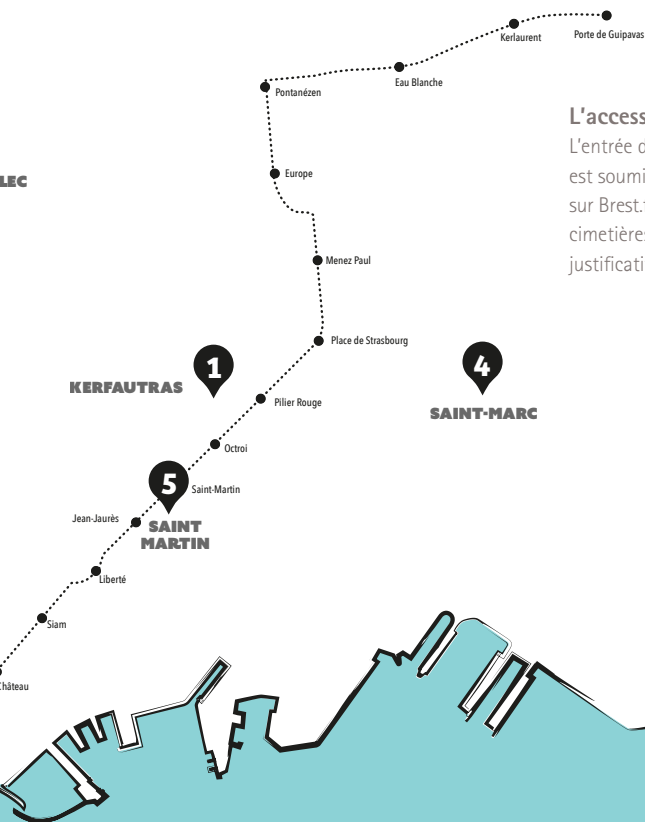 Kerlaurent
Porte de Guipavas
Eau Blanche
Pontanézen
L'access
L'entrée d
est soumi
sur Brest.f
cimetières
justificati
Europe
LEC
Menez Paul
Place de Strasbourg
1
4
KERFAUTRAS
Pilier Rouge
SAINT-MARC
Octroi
5
Saint-Martin
Jean-Jaurès
SAINT
MARTIN
Liberté
Siam
Château